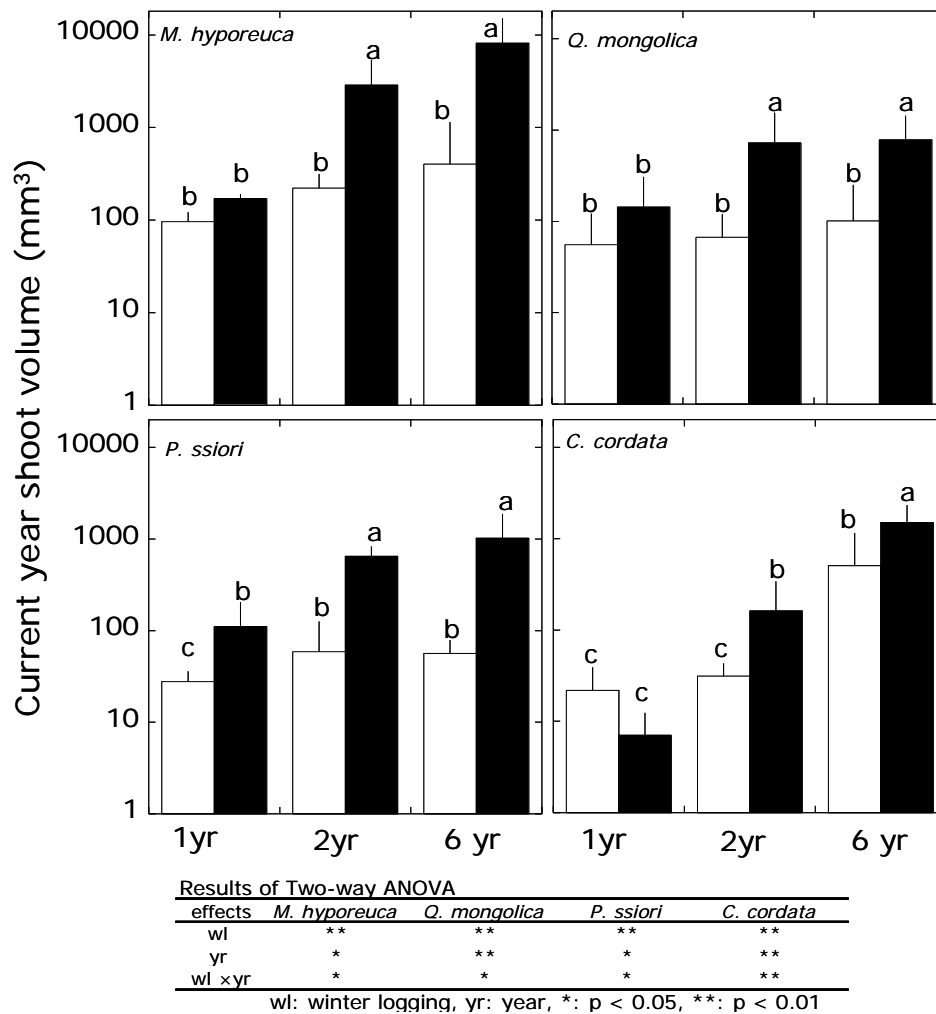 Current year shoot volume (mm³)
10000
1000
100
10
1
M. hyporeuca
b b b a b a
Q. mongolica
b b b a b a
10000
1000
100
10
1
P. ssiori
c b b a b a
C. cordata
c c c b b a
1yr 2yr 6 yr 1yr 2yr 6 yr
Results of Two-way ANOVA
effects M. hyporeuca Q. mongolica P. ssiori C. cordata
wl ** ** ** **
yr * ** * **
wl ×yr * * * **
wl: winter logging, yr: year, *: p < 0.05, **: p < 0.01